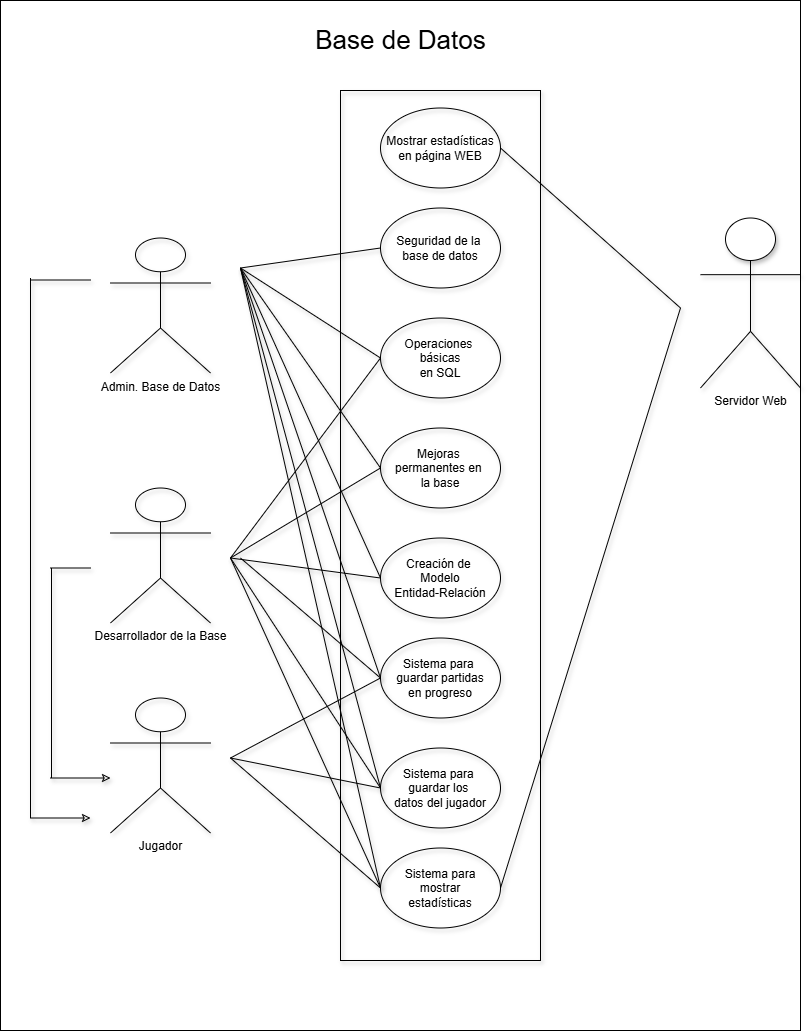 Base de Datos
Mostrar estadísticas
en página WEB
Seguridad de la
base de datos
Operaciones
básicas
en SQL
Admin. Base de Datos
Servidor Web
Mejoras
permanentes en
la base
Creación de
Modelo
Entidad-Relación
Desarrollador de la Base
Sistema para
guardar partidas
en progreso
Sistema para
guardar los
datos del jugador
Jugador
Sistema para
mostrar
estadísticas